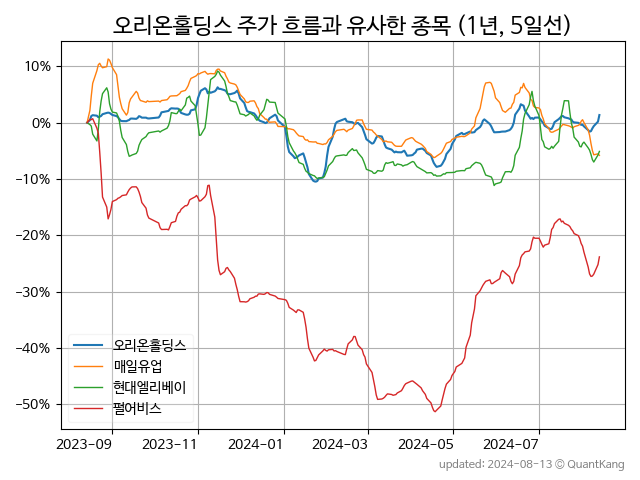 오리온홀딩스 주가 흐름과 유사한 종목 (1년, 5일선)
10%
0%
−10%
−20%
−30%
−40%
−50%
오리온홀딩스
매일유업
현대엘리베이
펄어비스
2023-09 2023-11 2024-01 2024-03 2024-05 2024-07
updated: 2024-08-13 © QuantKang